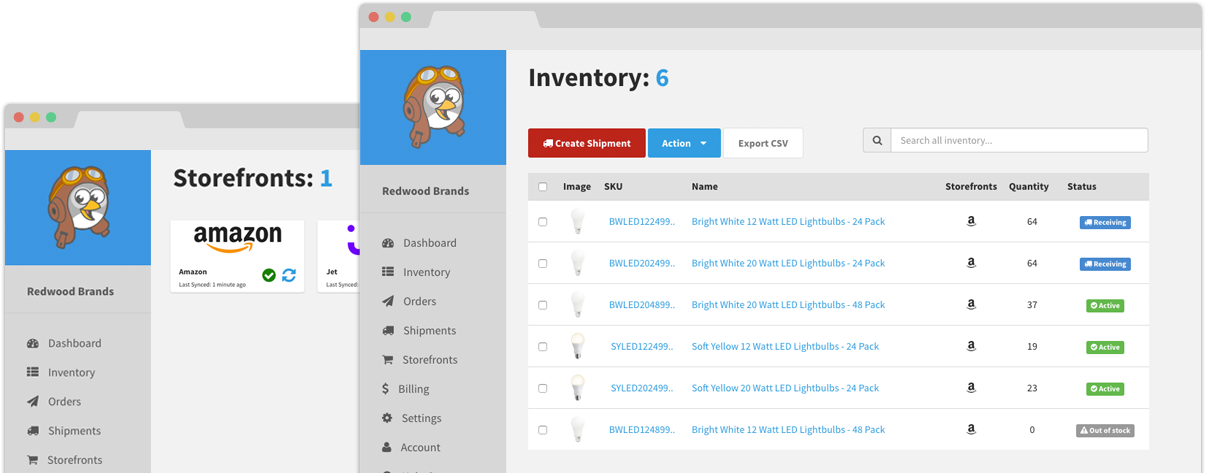 Storefronts: 1
amazon
Amazon
Last Synced: 1 minute ago
Jet
Last Synced:
Redwood Brands
Dashboard
Inventory
Orders
Shipments
Storefronts
Inventory: 6
Create Shipment
Action
Export CSV
Search all inventory...
Redwood Brands
Dashboard
Inventory
Orders
Shipments
Storefronts
$ Billing
Settings
Account
Image SKU Name Storefronts Quantity Status
BWLED122499.. Bright White 12 Watt LED Lightbulbs - 24 Pack a 64 Receiving
BWLED202499.. Bright White 20 Watt LED Lightbulbs - 24 Pack a 64 Receiving
BWLED204899.. Bright White 20 Watt LED Lightbulbs - 48 Pack a 37 Active
SYLED122499.. Soft Yellow 12 Watt LED Lightbulbs - 24 Pack a 19 Active
SYLED202499.. Soft Yellow 20 Watt LED Lightbulbs - 24 Pack a 23 Active
BWLED124899.. Bright White 12 Watt LED Lightbulbs - 48 Pack a 0 Out of stock